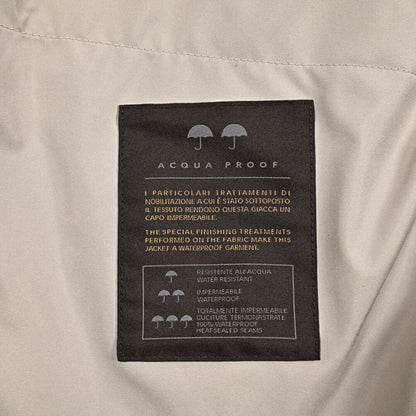 ACQUA PROOF
I PARTICOLARI TRATTAMENTI DI
NOBILITAZIONE A CUI È STATO SOTTOPOSTO
IL TESSUTO RENDONO QUESTA GIACCA UN
CAPO IMPERMEABILE.
THE SPECIAL FINISHING TREATMENTS
PERFORMED ON THE FABRIC MAKE THIS
JACKET A WATERPROOF GARMENT.
RESISTENTE ALL'ACQUA
WATER RESISTANT
IMPERMEABILE
WATERPROOF
TOTALMENTE IMPERMEABILE
CUCITURE TERMONASTRATE
100% WATERPROOF
HEATSEALED SEAMS